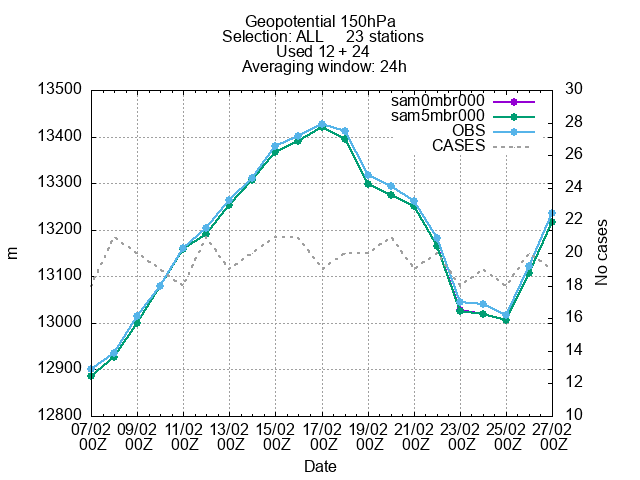 Geopotential 150hPa
Selection: ALL 23 stations
Used 12 + 24
Averaging window: 24h
13500
13400
13300
13200
13100
13000
12900
12800
m
30
28
26
24
22
20
18
16
14
12
10
No cases
sam0mbr000
sam5mbr000
OBS
CASES
07/02 09/02 11/02 13/02 15/02 17/02 19/02 21/02 23/02 25/02 27/02
00Z 00Z 00Z 00Z 00Z 00Z 00Z 00Z 00Z 00Z 00Z
Date